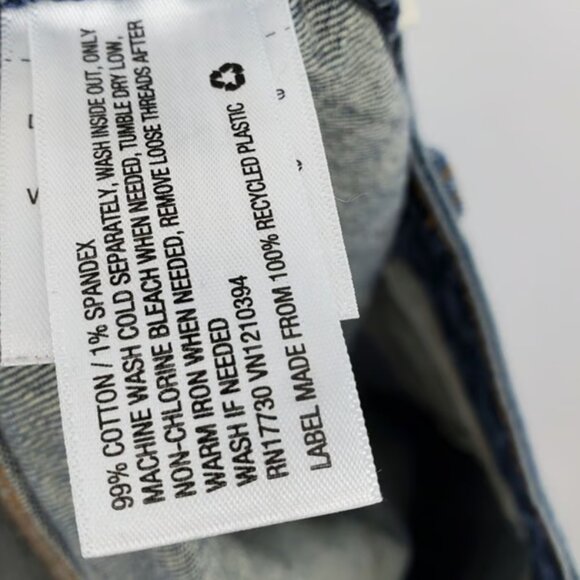 99% COTTON / 1% SPANDEX
MACHINE WASH COLD SEPARATELY, WASH INSIDE OUT, ONLY
NON-CHLORINE BLEACH WHEN NEEDED, TUMBLE DRY LOW,
WARM IRON WHEN NEEDED, REMOVE LOOSE THREADS AFTER
WASH IF NEEDED
RN17730 VN1210394
LABEL MADE FROM 100% RECYCLED PLASTIC